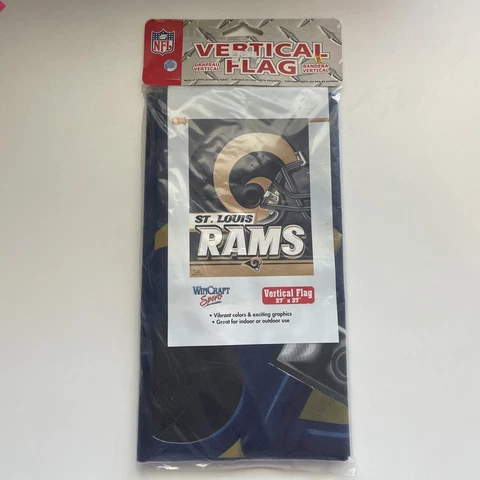 NFL
VERTICAL
FLAG
DRAPEAU
VERTICAL
BANDERA
VERTICAL
ST. LOUIS
RAMS
WINCRAFT
Sports
Vertical Flag
27" x 37"
• Vibrant colors & exciting graphics
• Great for indoor or outdoor use